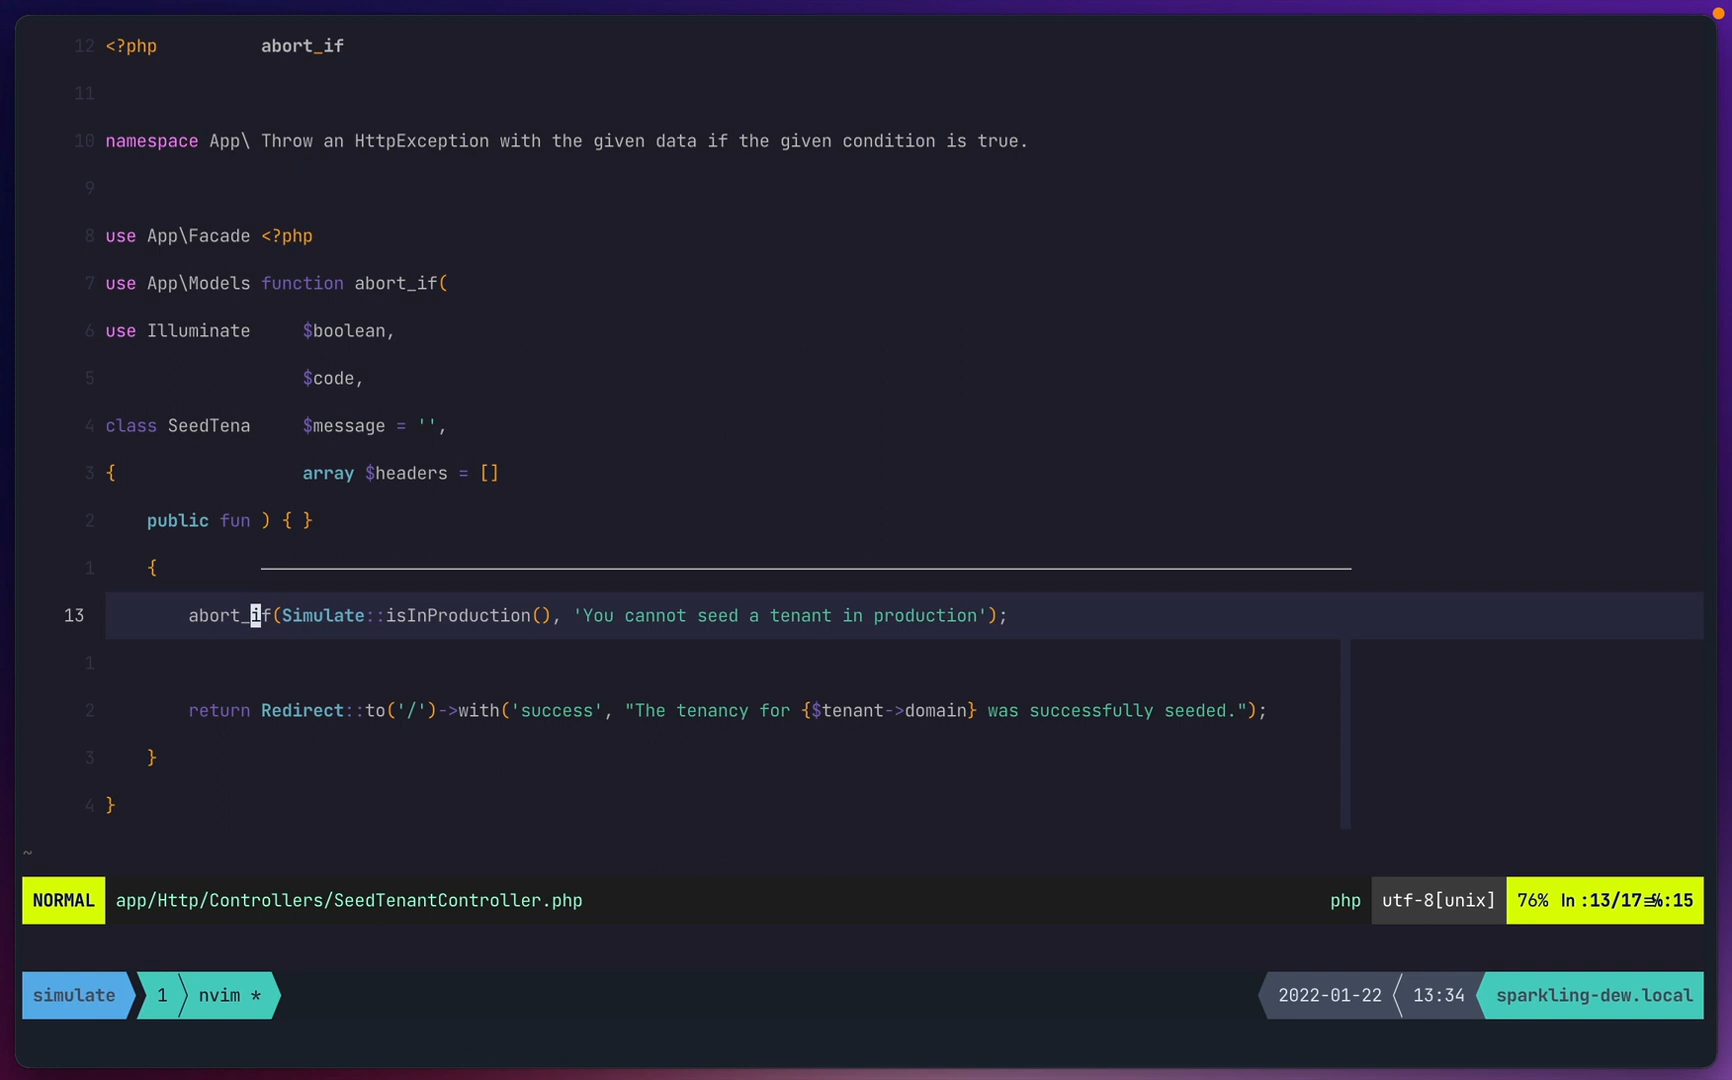 12 <?php abort_if
11
10 namespace App\ Throw an HttpException with the given data if the given condition is true.
9
8 use App\Facade <?php
7 use App\Models function abort_if(
6 use Illuminate $boolean,
5 $code,
4 class SeedTena $message = '',
3 { array $headers = []
2 public fun ) { }
1 {
13 abort_if(Simulate::isInProduction(), 'You cannot seed a tenant in production');
1
2 return Redirect::to('/')->with('success', "The tenancy for {$tenant->domain} was successfully seeded.");
3 }
4 }
~
NORMAL app/Http/Controllers/SeedTenantController.php php utf-8[unix] 76% ln :13/17≡%:15
simulate 1 nvim * 2022-01-22 13:34 sparkling-dew.local